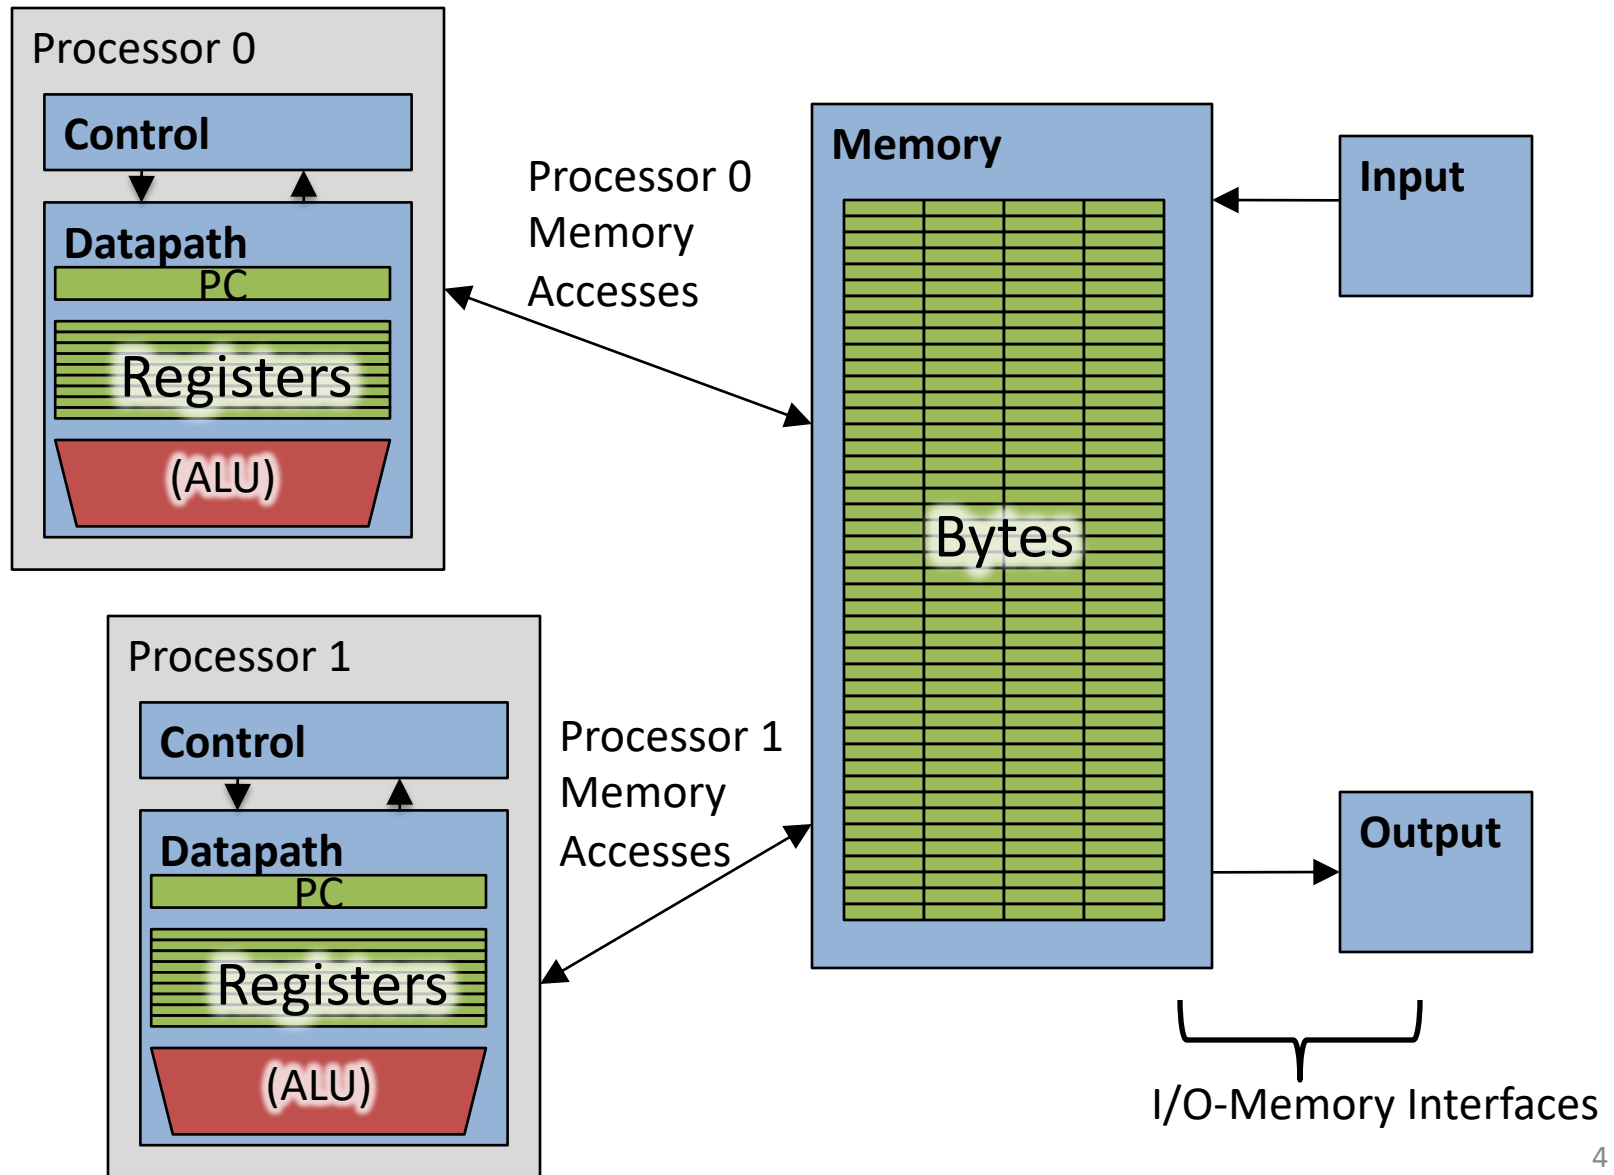 Processor 0
Control
Datapath
PC
Registers
(ALU)
Processor 0
Memory
Accesses
Memory
Bytes
Input
Processor 1
Control
Datapath
PC
Registers
(ALU)
Processor 1
Memory
Accesses
Output
I/O-Memory Interfaces
4